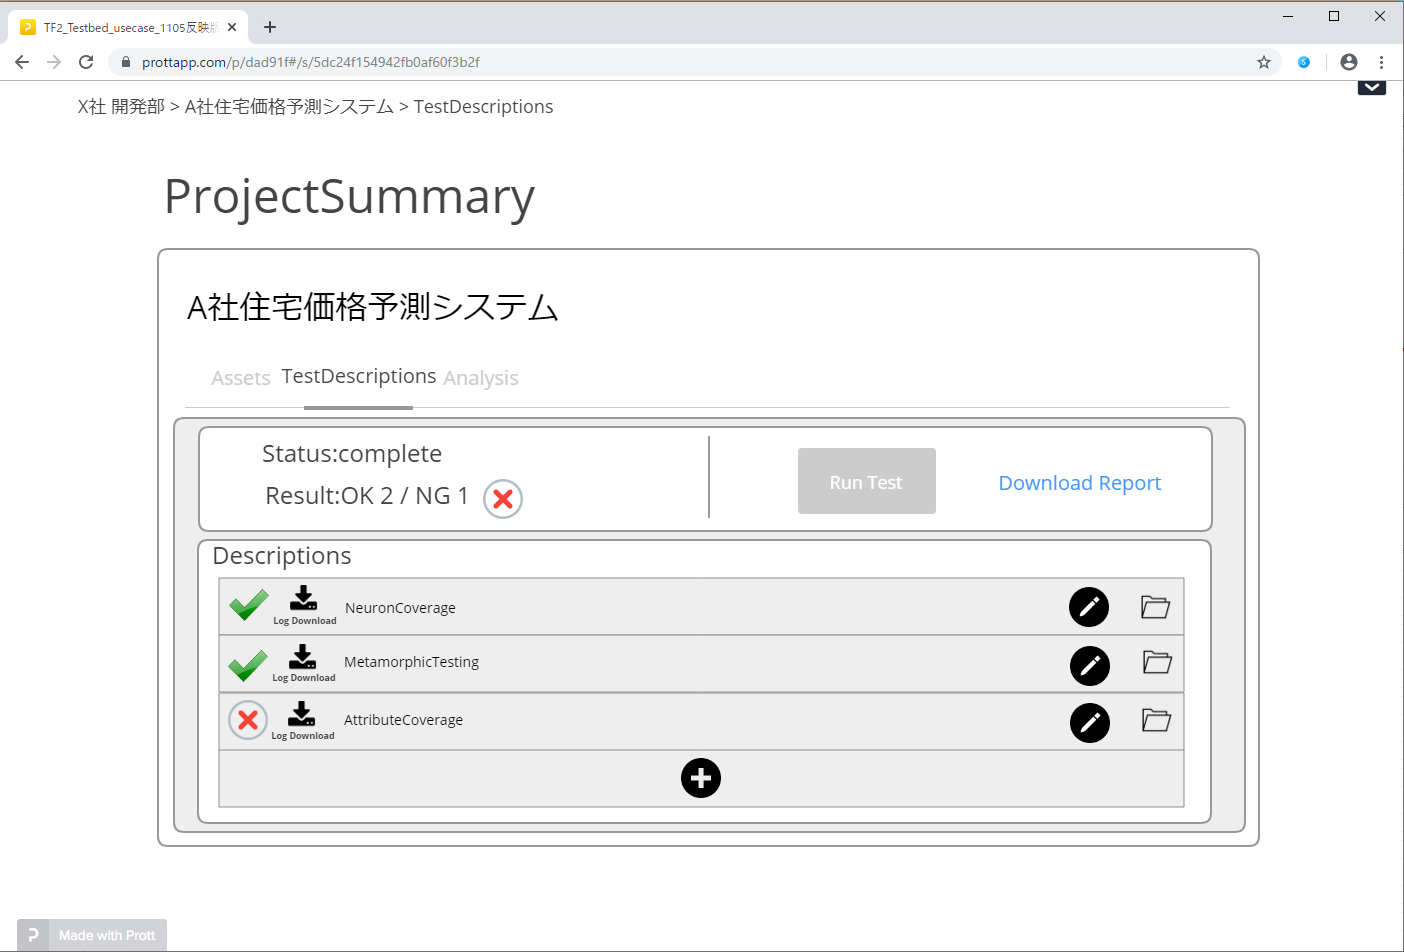 TF2_Testbed_usecase_1105反映版
prottapp.com/p/dad91f#/s/5dc24f154942fb0af60f3b2f
X社 開発部 > A社住宅価格予測システム > TestDescriptions
ProjectSummary
A社住宅価格予測システム
Assets TestDescriptions Analysis
Status:complete
Result:OK 2 / NG 1
Run Test
Download Report
Descriptions
Log Download NeuronCoverage
Log Download MetamorphicTesting
Log Download AttributeCoverage
P Made with Prott